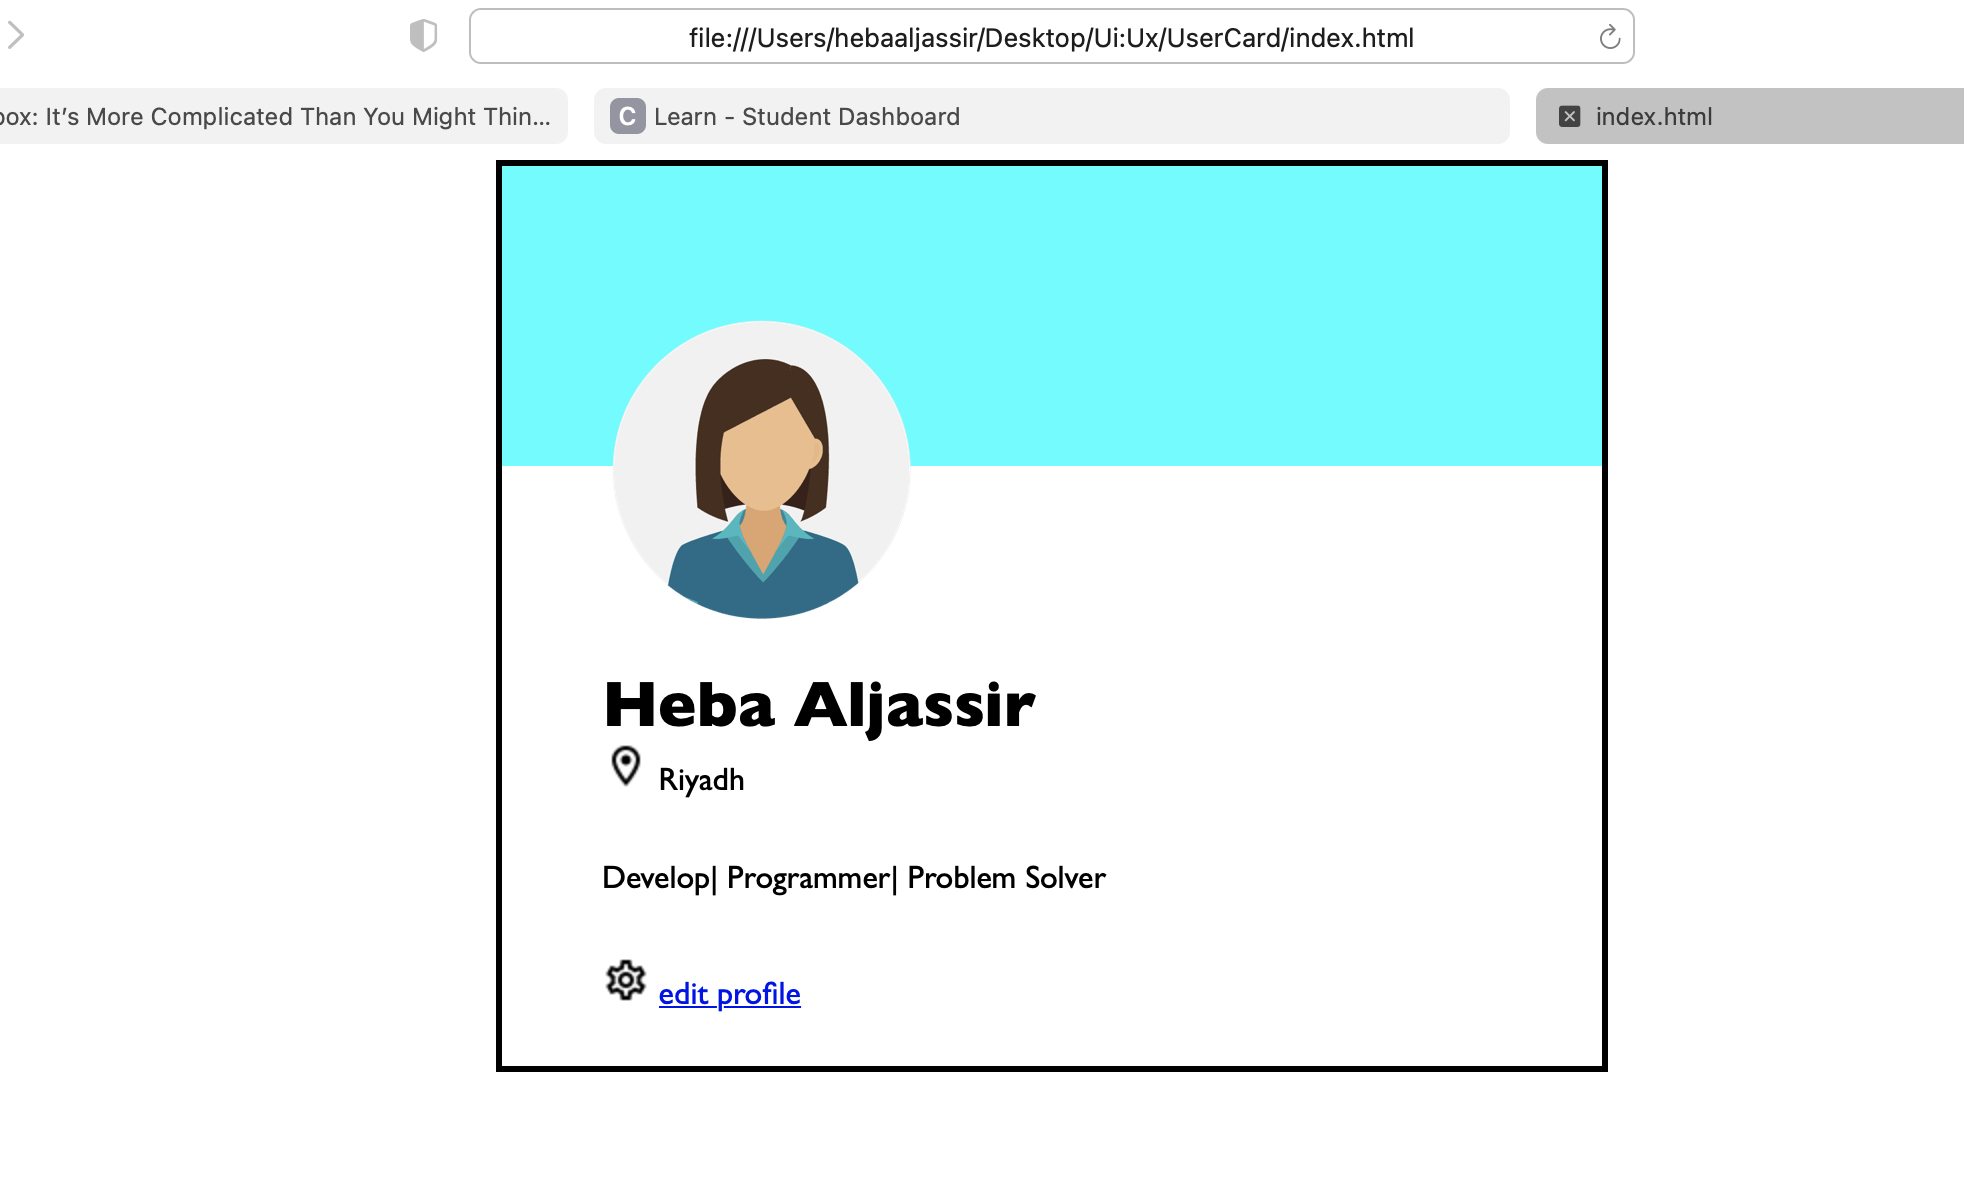 file:///Users/hebaaljassir/Desktop/Ui:Ux/UserCard/index.html
It's More Complicated Than You Might Thin...
C Learn - Student Dashboard
index.html
Heba Aljassir
Riyadh
Develop| Programmer| Problem Solver
edit profile